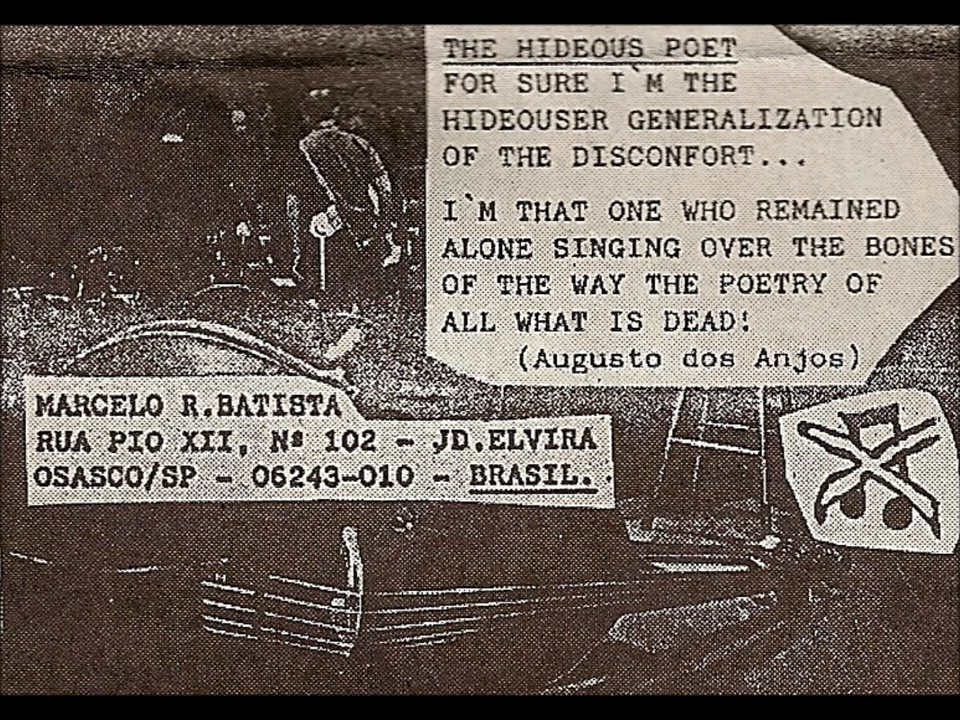 THE HIDEOUS POET
FOR SURE I`M THE
HIDEOUSER GENERALIZATION
OF THE DISCONFORT...
I`M THAT ONE WHO REMAINED
ALONE SINGING OVER THE BONES
OF THE WAY THE POETRY OF
ALL WHAT IS DEAD!
(Augusto dos Anjos)
MARCELO R.BATISTA
RUA PIO XII, Nº 102 - JD.ELVIRA
OSASCO/SP - 06243-010 - BRASIL.